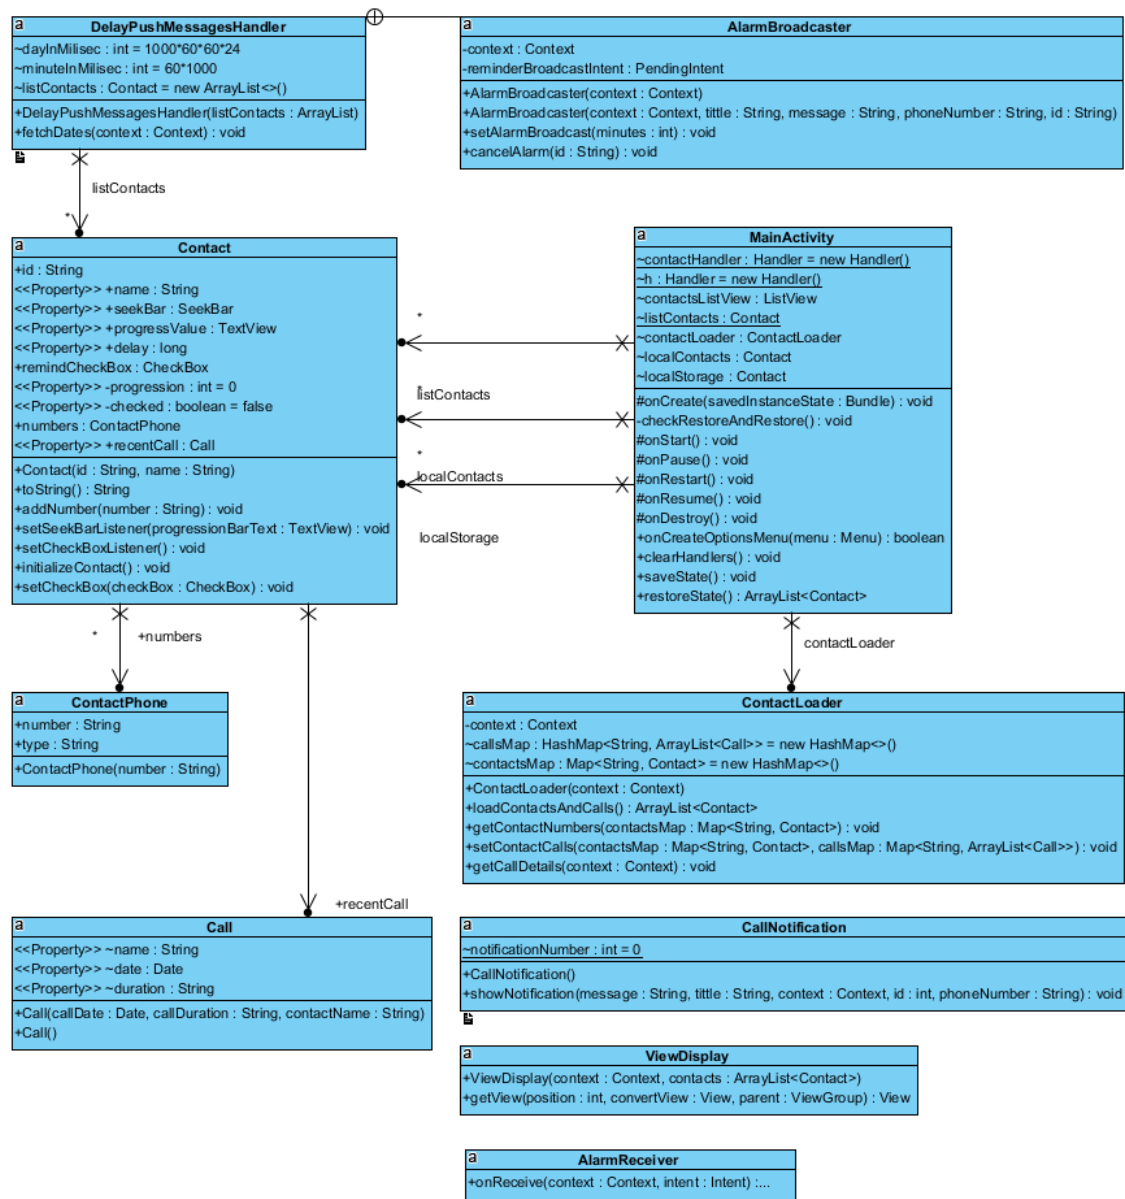 a
DelayPushMessagesHandler
~dayInMilisec : int = 1000*60*60*24
~minuteInMilisec : int = 60*1000
~listContacts : Contact = new ArrayList<>()
+DelayPushMessagesHandler(listContacts : ArrayList)
+fetchDates(context : Context) : void
a
AlarmBroadcaster
-context : Context
-reminderBroadcastIntent : PendingIntent
+AlarmBroadcaster(context : Context)
+AlarmBroadcaster(context : Context, tittle : String, message : String, phoneNumber : String, id : String)
+setAlarmBroadcast(minutes : int) : void
+cancelAlarm(id : String) : void
listContacts
*
a
Contact
+id : String
<<Property>> +name : String
<<Property>> +seekBar : SeekBar
<<Property>> +progressValue : TextView
<<Property>> +delay : long
+remindCheckBox : CheckBox
<<Property>> -progression : int = 0
<<Property>> -checked : boolean = false
+numbers : ContactPhone
<<Property>> +recentCall : Call
+Contact(id : String, name : String)
+toString() : String
+addNumber(number : String) : void
+setSeekBarListener(progressionBarText : TextView) : void
+setCheckBoxListener() : void
+initializeContact() : void
+setCheckBox(checkBox : CheckBox) : void
*
*
listContacts
*
localContacts
localStorage
a
MainActivity
~contactHandler : Handler = new Handler()
~h : Handler = new Handler()
~contactsListView : ListView
~listContacts : Contact
~contactLoader : ContactLoader
~localContacts : Contact
~localStorage : Contact
#onCreate(savedInstanceState : Bundle) : void
-checkRestoreAndRestore() : void
#onStart() : void
#onPause() : void
#onRestart() : void
#onResume() : void
#onDestroy() : void
+onCreateOptionsMenu(menu : Menu) : boolean
+clearHandlers() : void
+saveState() : void
+restoreState() : ArrayList<Contact>
* +numbers
contactLoader
a
ContactPhone
+number : String
+type : String
+ContactPhone(number : String)
a
ContactLoader
-context : Context
~callsMap : HashMap<String, ArrayList<Call>> = new HashMap<>()
~contactsMap : Map<String, Contact> = new HashMap<>()
+ContactLoader(context : Context)
+loadContactsAndCalls() : ArrayList<Contact>
+getContactNumbers(contactsMap : Map<String, Contact>) : void
+setContactCalls(contactsMap : Map<String, Contact>, callsMap : Map<String, ArrayList<Call>>) : void
+getCallDetails(context : Context) : void
+recentCall
a
Call
<<Property>> ~name : String
<<Property>> ~date : Date
<<Property>> ~duration : String
+Call(callDate : Date, callDuration : String, contactName : String)
+Call()
a
CallNotification
~notificationNumber : int = 0
+CallNotification()
+showNotification(message : String, tittle : String, context : Context, id : int, phoneNumber : String) : void
a
ViewDisplay
+ViewDisplay(context : Context, contacts : ArrayList<Contact>)
+getView(position : int, convertView : View, parent : ViewGroup) : View
a
AlarmReceiver
+onReceive(context : Context, intent : Intent) :...